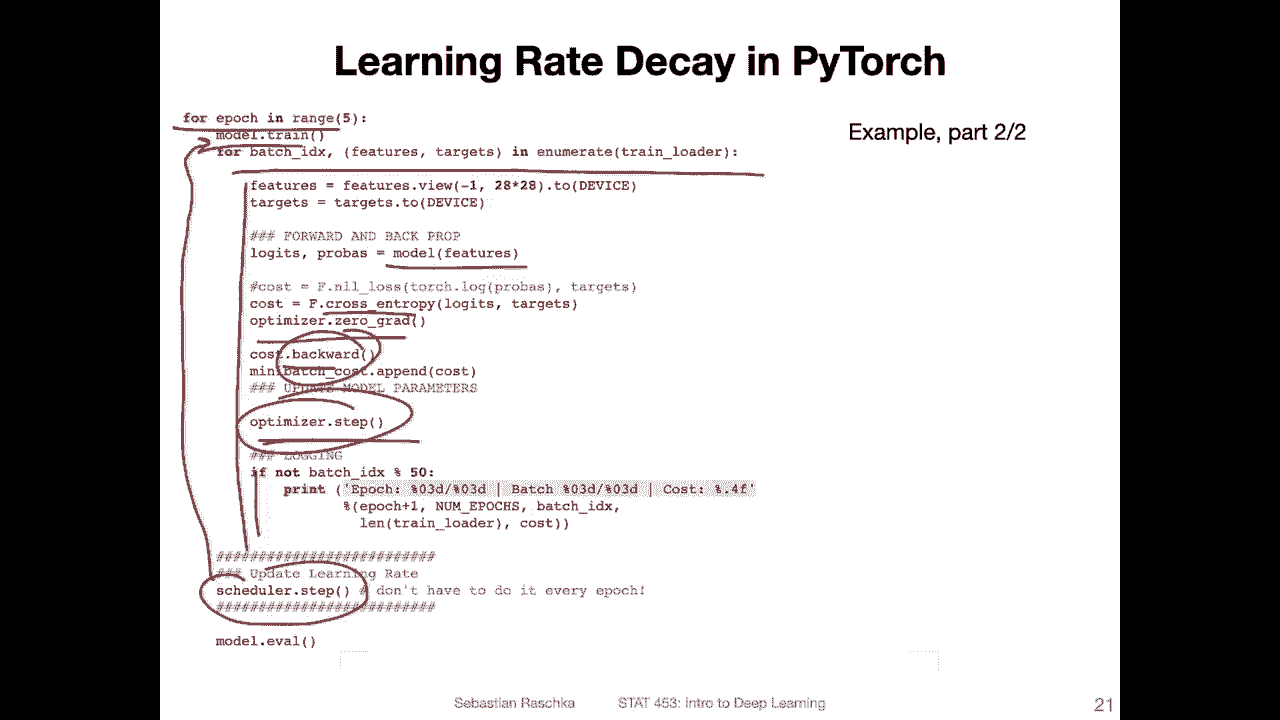 Learning Rate Decay in PyTorch
Example, part 2/2
for epoch in range(5):
model.train()
for batch_idx, (features, targets) in enumerate(train_loader):
features = features.view(-1, 28*28).to(DEVICE)
targets = targets.to(DEVICE)
### FORWARD AND BACK PROP
logits, probas = model(features)
#cost = F.nll_loss(torch.log(probas), targets)
cost = F.cross_entropy(logits, targets)
optimizer.zero_grad()
cost.backward()
minibatch_cost.append(cost)
### UPDATE MODEL PARAMETERS
optimizer.step()
### LOGGING
if not batch_idx % 50:
print ('Epoch: %03d/%03d | Batch %03d/%03d | Cost: %.4f'
%(epoch+1, NUM_EPOCHS, batch_idx,
len(train_loader), cost))
##########################
### Update Learning Rate
scheduler.step() # don't have to do it every epoch!
##########################
model.eval()
Sebastian Raschka STAT 453: Intro to Deep Learning 21